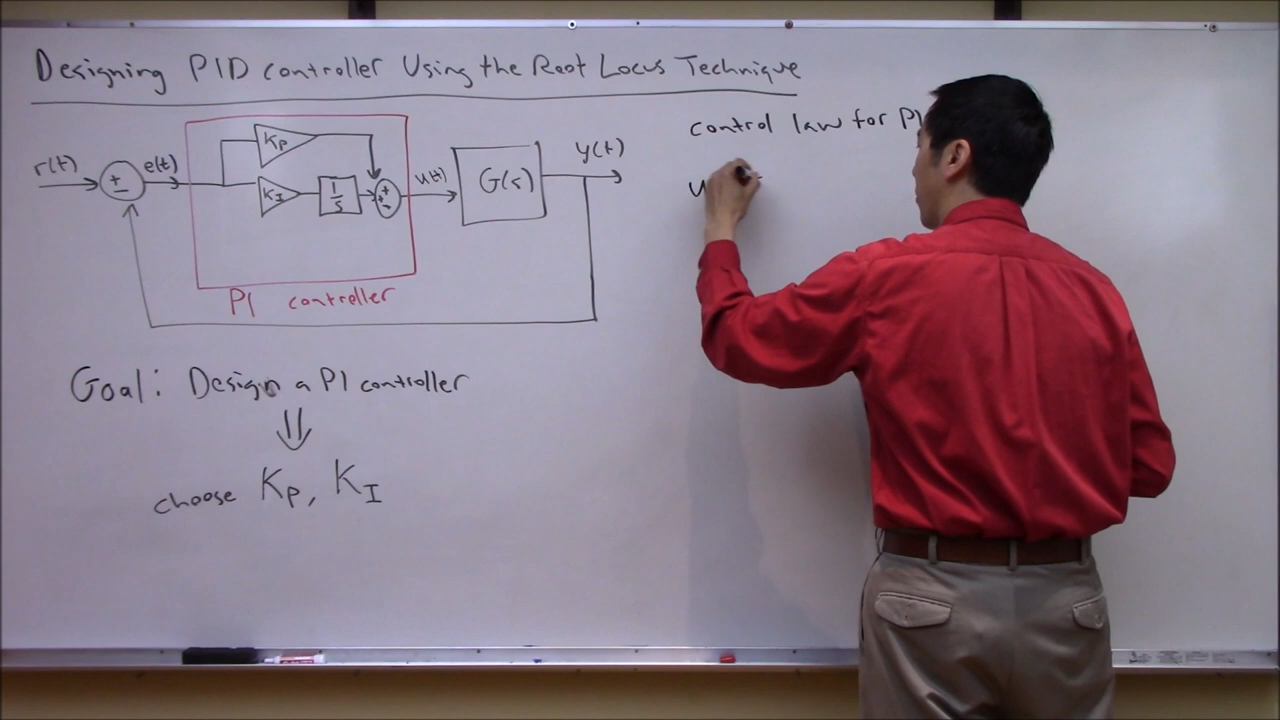 Designing PID controller Using the Root Locus Technique
control law for PI
r(t)
+
-
e(t)
KP
KI
1/s
+
+
-
u(t)
G(s)
y(t)
u
PI controller
Goal: Design a PI controller
⇓
choose KP, KI